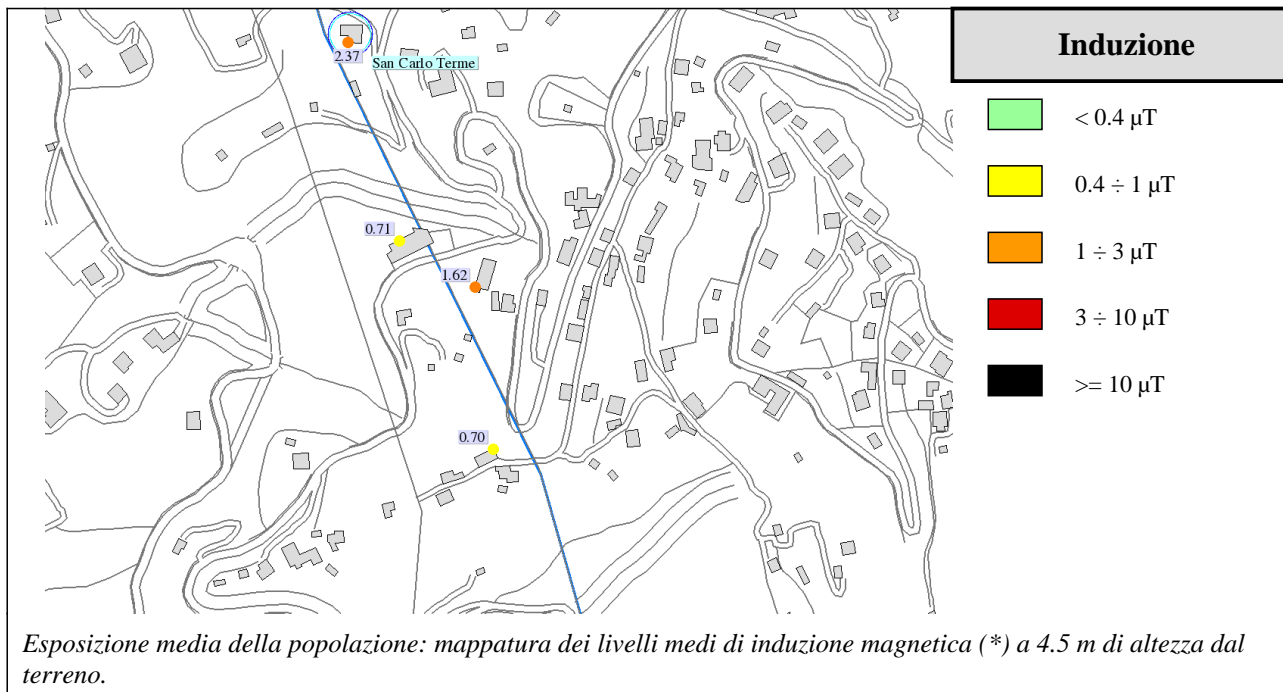 Induzione
< 0.4 µT
0.4 ÷ 1 µT
1 ÷ 3 µT
3 ÷ 10 µT
>= 10 µT
2.37
San Carlo Terme
0.71
1.62
0.70
Esposizione media della popolazione: mappatura dei livelli medi di induzione magnetica (*) a 4.5 m di altezza dal
terreno.